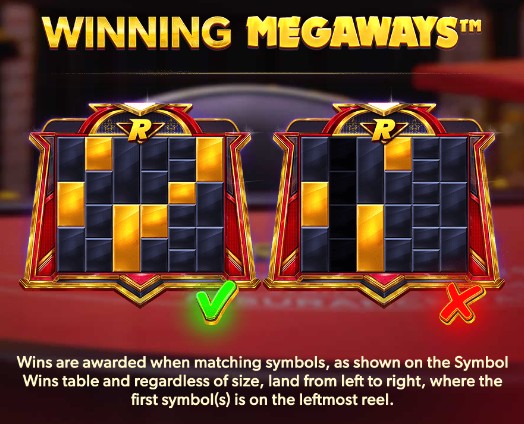 WINNING MEGAWAYS™
R
R
Wins are awarded when matching symbols, as shown on the Symbol
Wins table and regardless of size, land from left to right, where the
first symbol(s) is on the leftmost reel.